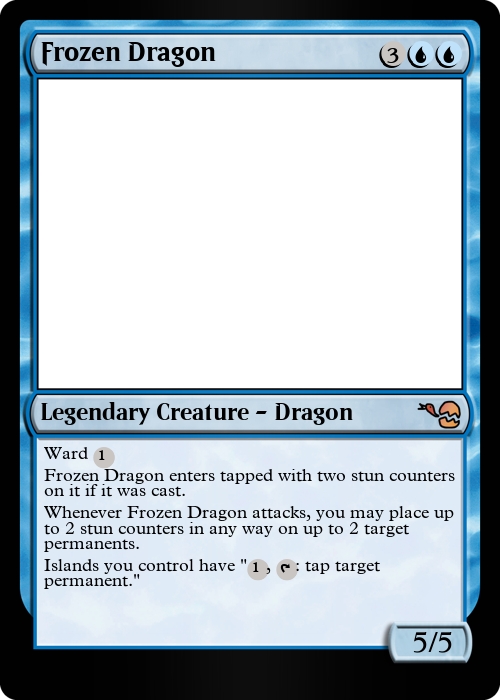 Frozen Dragon 3
Legendary Creature – Dragon
Ward 1
Frozen Dragon enters tapped with two stun counters
on it if it was cast.
Whenever Frozen Dragon attacks, you may place up
to 2 stun counters in any way on up to 2 target
permanents.
Islands you control have "1, : tap target
permanent."
5/5